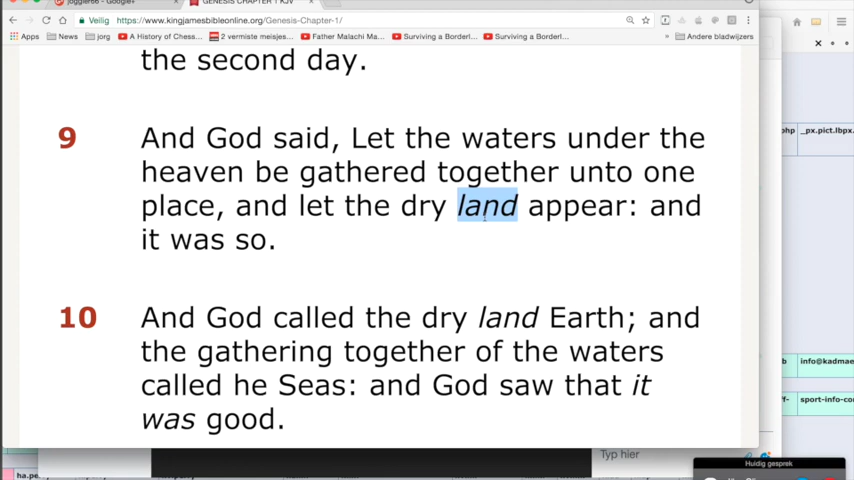 joggler66 - Google+
GENESIS CHAPTER 1 KJV
Veilig
https://www.kingjamesbibleonline.org/Genesis-Chapter-1/
Apps
News
jord
A History of Chess...
2 vermiste meisjes...
Father Malachi Ma...
Surviving a Borderl...
Surviving a Borderl...
»
Andere bladwijzers
the second day.
9
And God said, Let the waters under the
heaven be gathered together unto one
place, and let the dry land appear: and
it was so.
10
And God called the dry land Earth; and
the gathering together of the waters
called he Seas: and God saw that it
was good.
hp
_px.pict.lbpx.
b
info@kadmae
ff-
sport-info-con
Typ hier
Huidig gesprek